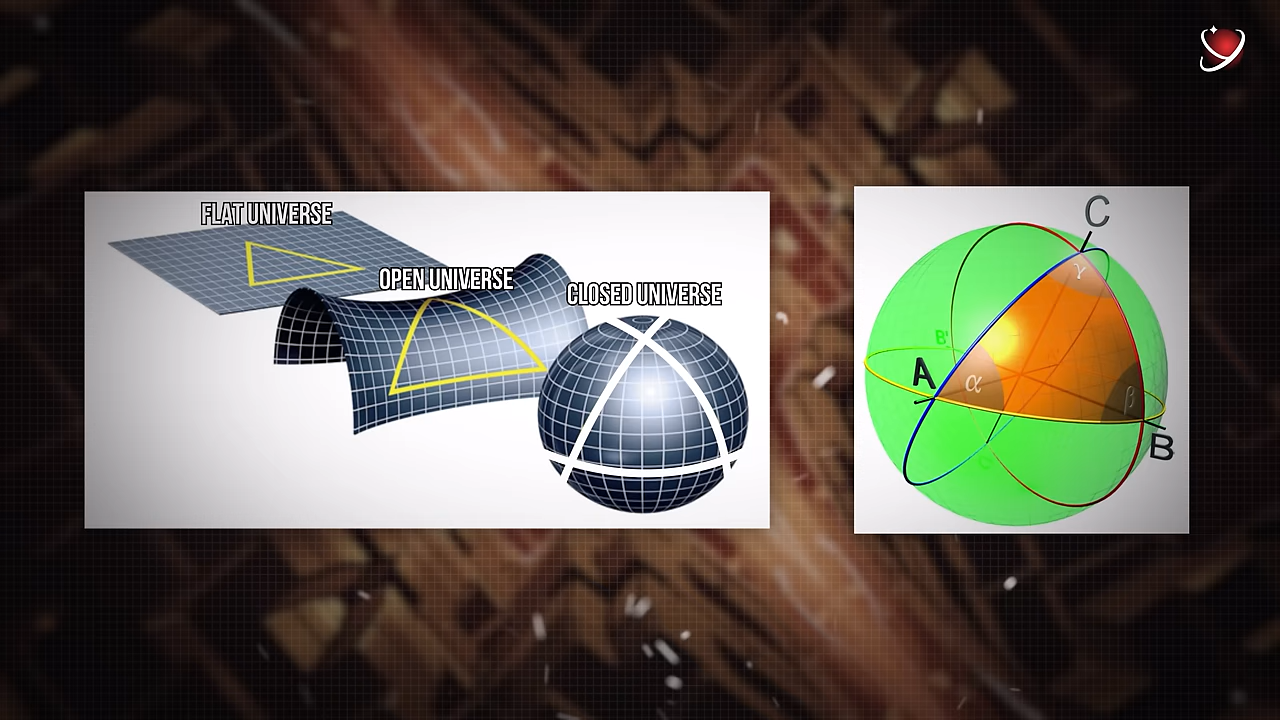 FLAT UNIVERSE
OPEN UNIVERSE
CLOSED UNIVERSE
C
γ
B'
A
α
β
B